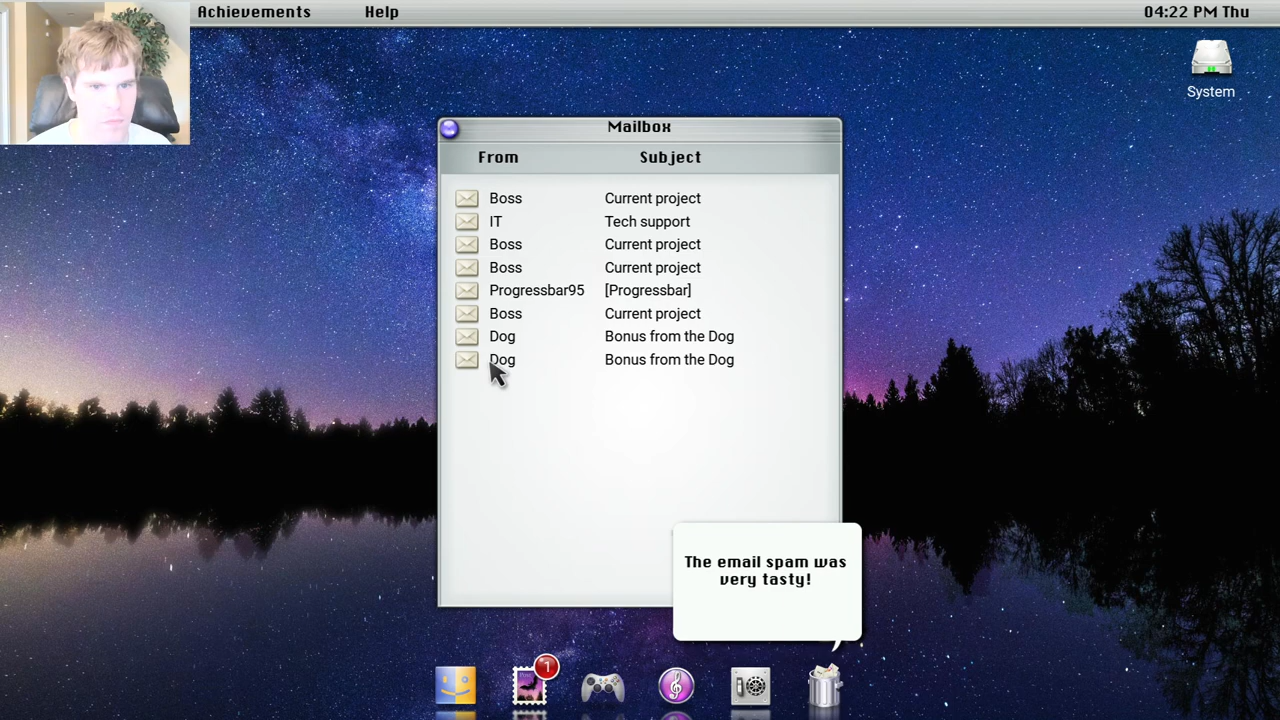 Achievements Help 04:22 PM Thu
System
Mailbox
From Subject
Boss Current project
IT Tech support
Boss Current project
Boss Current project
Progressbar95 [Progressbar]
Boss Current project
Dog Bonus from the Dog
Dog Bonus from the Dog
The email spam was
very tasty!
1